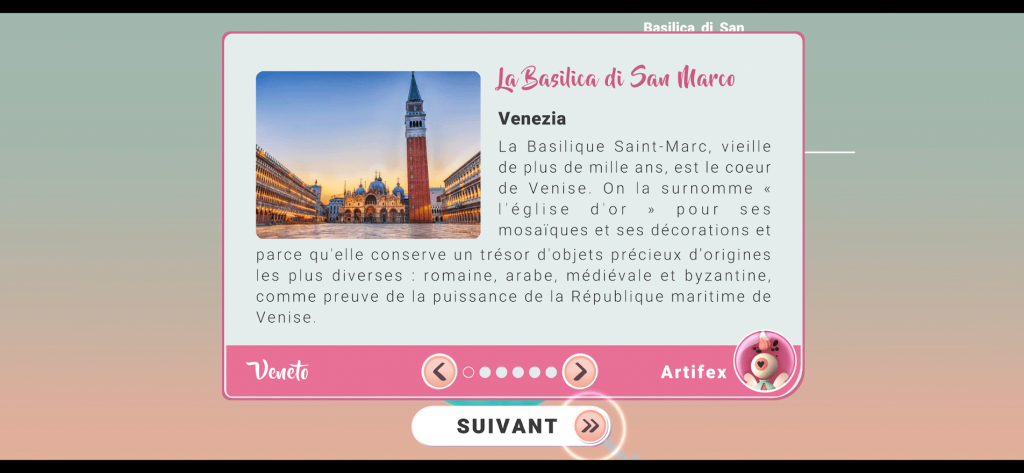 Basilica di San
La Basilica di San Marco
Venezia
La Basilique Saint-Marc, vieille
de plus de mille ans, est le coeur
de Venise. On la surnomme «
l'église d'or » pour ses
mosaïques et ses décorations et
parce qu'elle conserve un trésor d'objets précieux d'origines
les plus diverses : romaine, arabe, médiévale et byzantine,
comme preuve de la puissance de la République maritime de
Venise.
Veneto
Artifex
SUIVANT